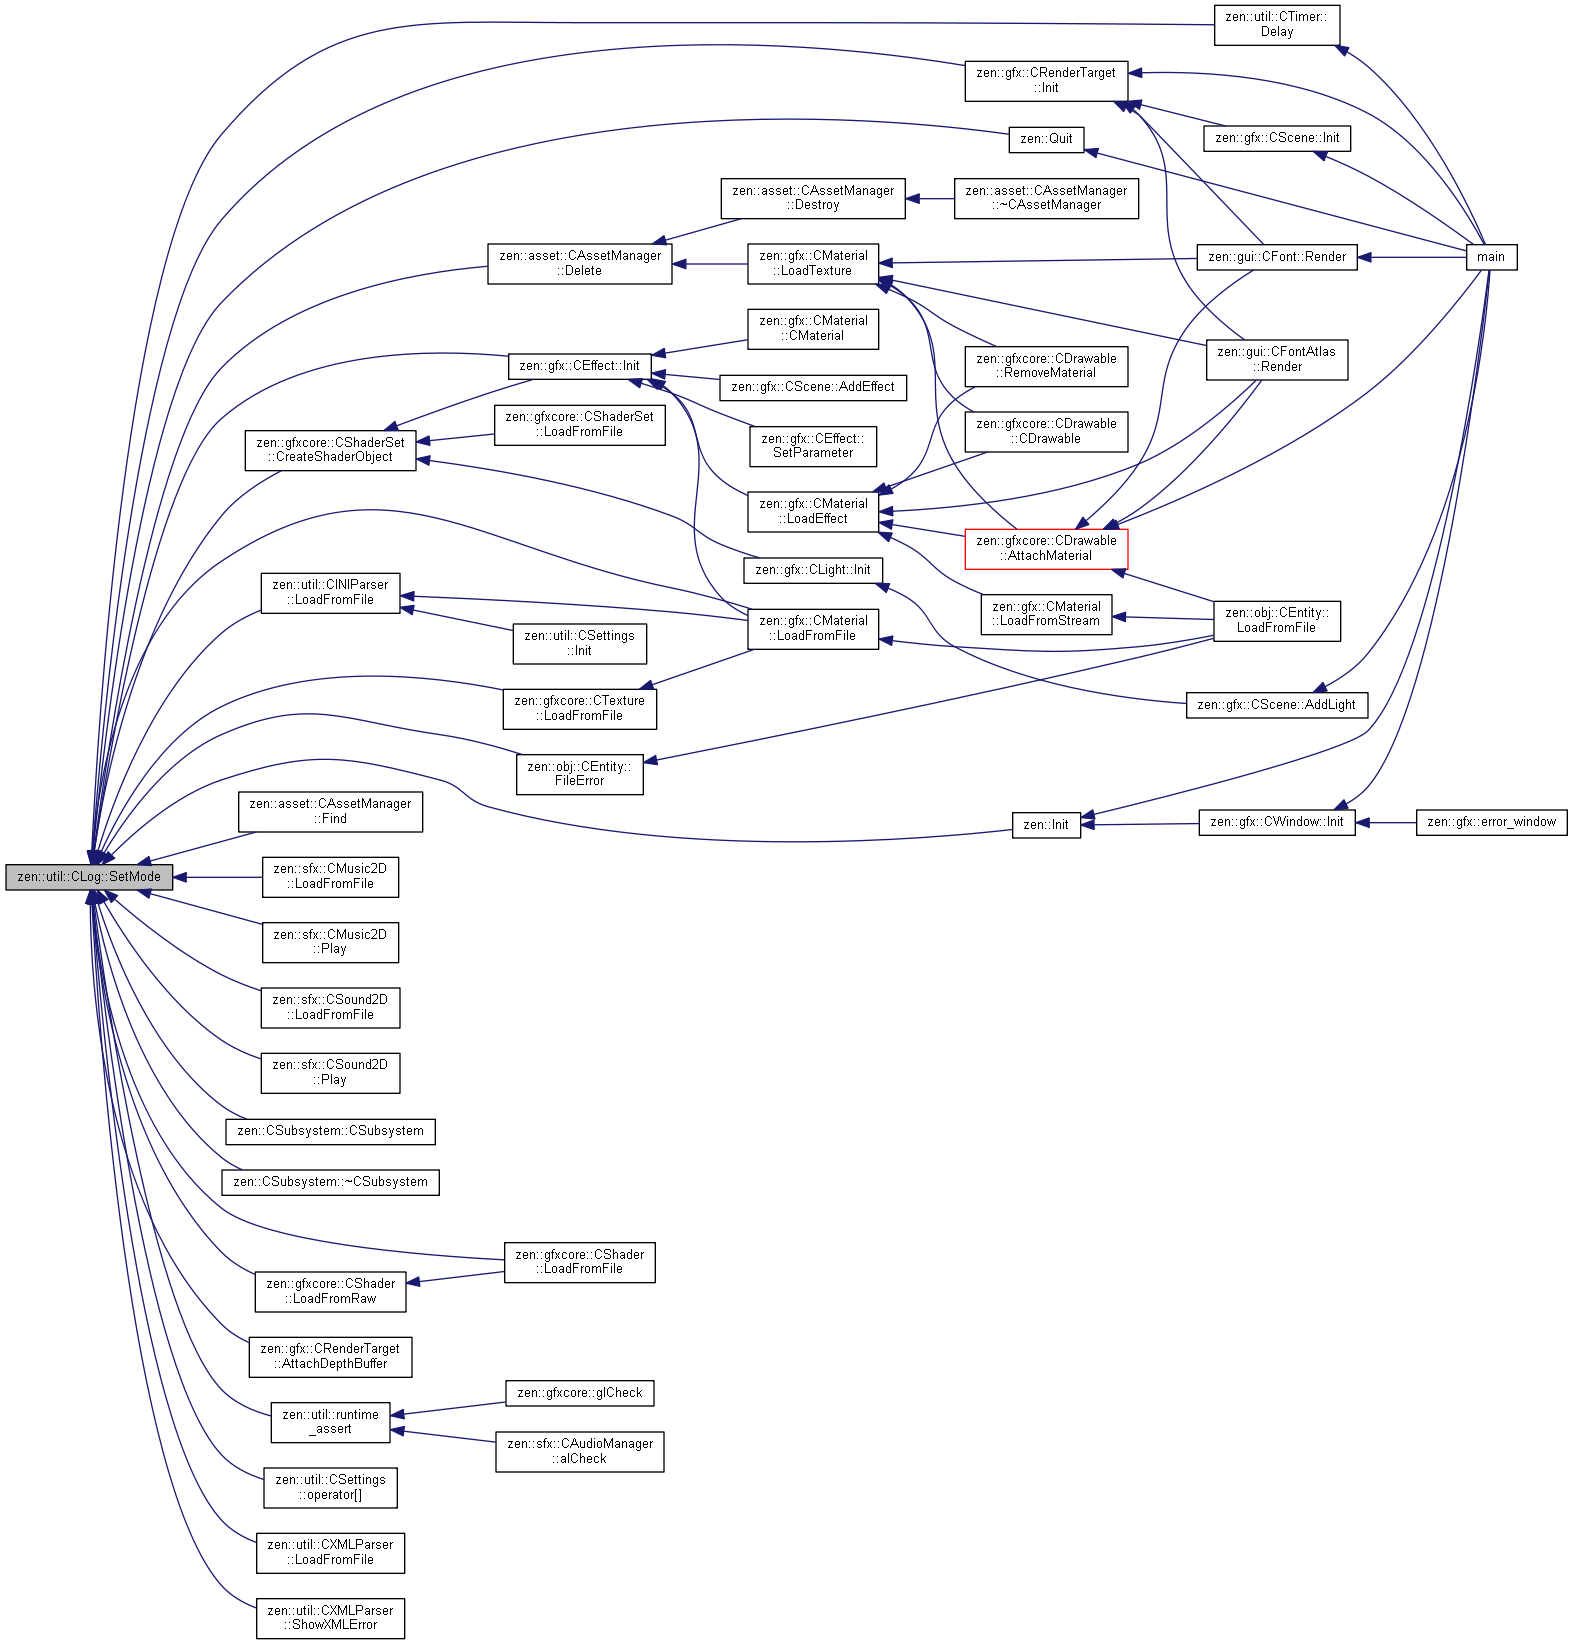 zen::util::CTimer::
Delay
zen::gfx::CRenderTarget
::Init
zen::gfx::CScene::Init
zen::Quit
zen::asset::CAssetManager
::Destroy
zen::asset::CAssetManager
::~CAssetManager
zen::asset::CAssetManager
::Delete
zen::gfx::CMaterial
::LoadTexture
zen::gui::CFont::Render
main
zen::gfx::CMaterial
::CMaterial
zen::gfx::CEffect::Init
zen::gfxcore::CDrawable
::RemoveMaterial
zen::gui::CFontAtlas
::Render
zen::gfx::CScene::AddEffect
zen::gfxcore::CShaderSet
::LoadFromFile
zen::gfxcore::CDrawable
::CDrawable
zen::gfxcore::CShaderSet
::CreateShaderObject
zen::gfx::CEffect::
SetParameter
zen::gfx::CMaterial
::LoadEffect
zen::gfxcore::CDrawable
::AttachMaterial
zen::gfx::CLight::Init
zen::util::CINIParser
::LoadFromFile
zen::gfx::CMaterial
::LoadFromStream
zen::obj::CEntity::
LoadFromFile
zen::gfx::CMaterial
::LoadFromFile
zen::util::CSettings
::Init
zen::gfxcore::CTexture
::LoadFromFile
zen::gfx::CScene::AddLight
zen::obj::CEntity::
FileError
zen::asset::CAssetManager
::Find
zen::Init
zen::gfx::CWindow::Init
zen::gfx::error_window
zen::util::CLog::SetMode
zen::sfx::CMusic2D
::LoadFromFile
zen::sfx::CMusic2D
::Play
zen::sfx::CSound2D
::LoadFromFile
zen::sfx::CSound2D
::Play
zen::CSubsystem::CSubsystem
zen::CSubsystem::~CSubsystem
zen::gfxcore::CShader
::LoadFromFile
zen::gfxcore::CShader
::LoadFromRaw
zen::gfx::CRenderTarget
::AttachDepthBuffer
zen::gfxcore::glCheck
zen::util::runtime
_assert
zen::sfx::CAudioManager
::alCheck
zen::util::CSettings
::operator[]
zen::util::CXMLParser
::LoadFromFile
zen::util::CXMLParser
::ShowXMLError